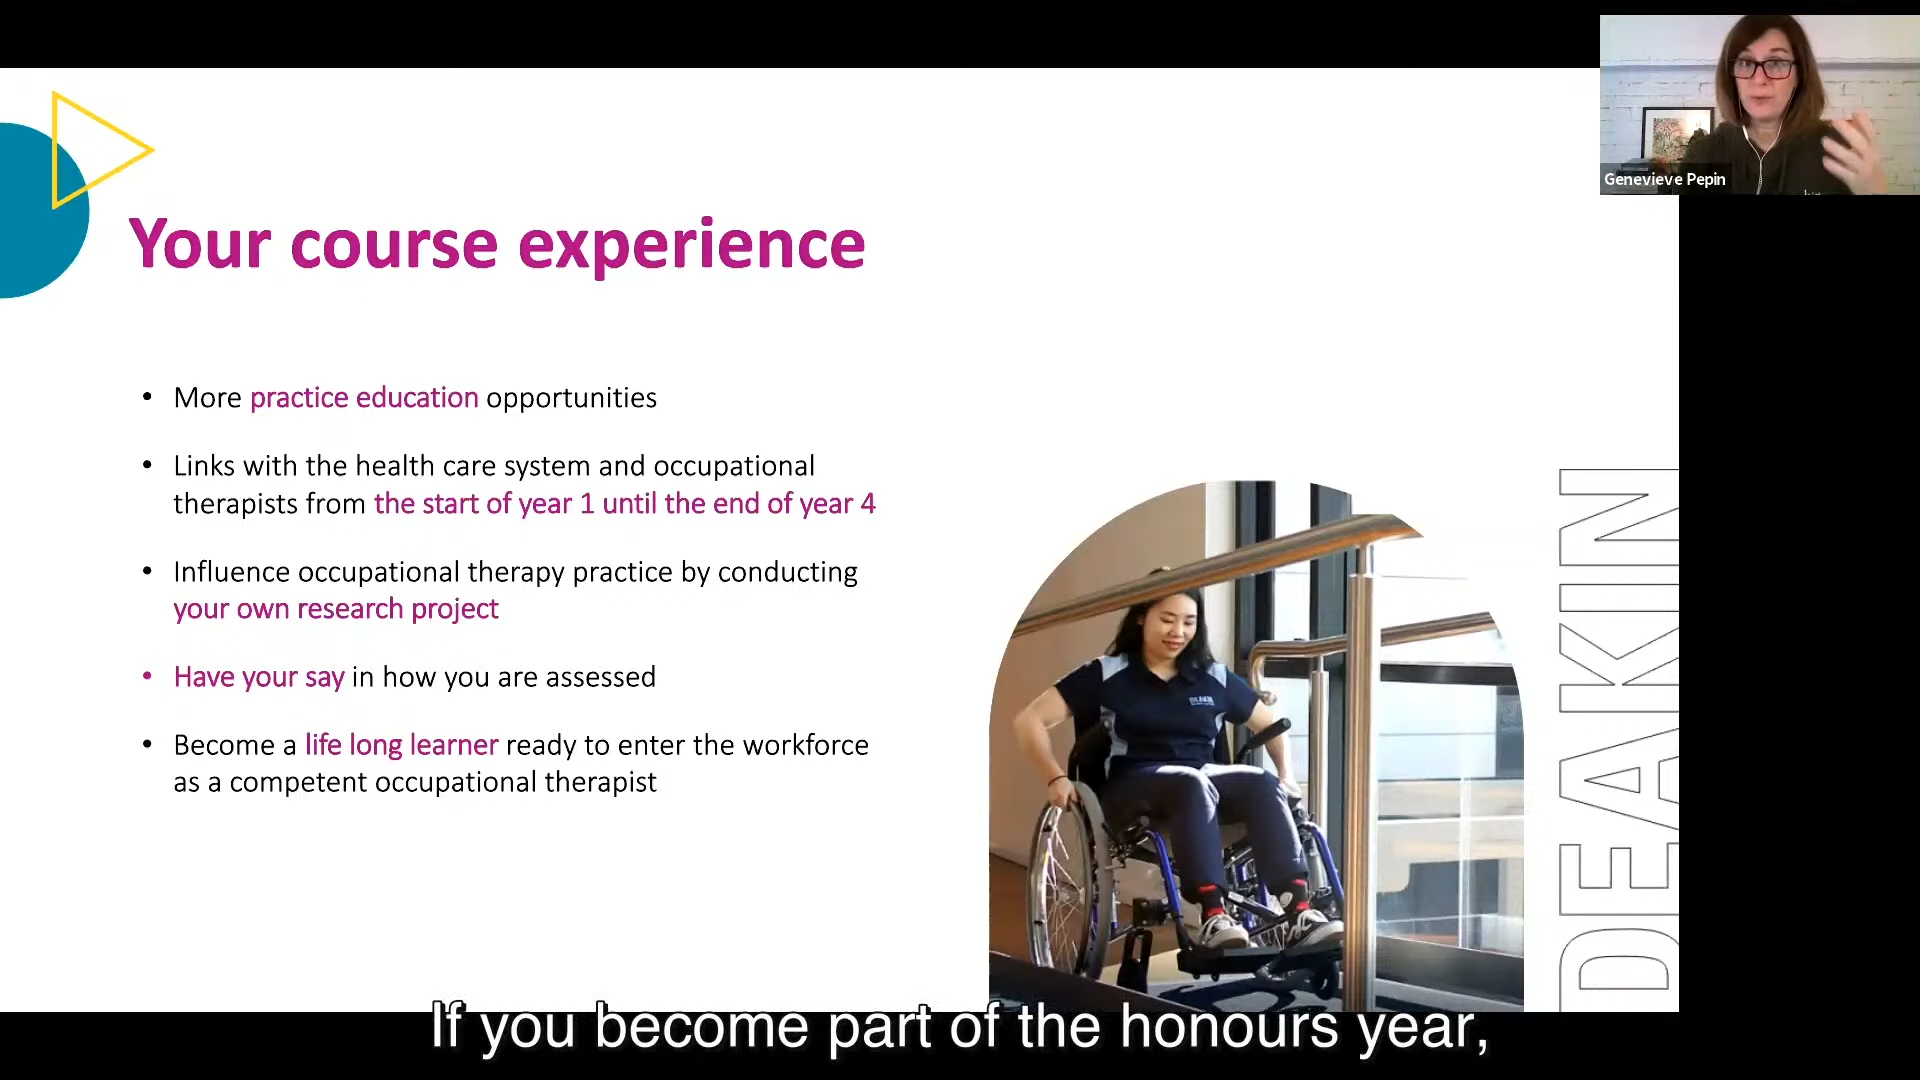 Genevieve Pepin
Your course experience
• More practice education opportunities
• Links with the health care system and occupational
therapists from the start of year 1 until the end of year 4
• Influence occupational therapy practice by conducting
your own research project
• Have your say in how you are assessed
• Become a life long learner ready to enter the workforce
as a competent occupational therapist
DEAKIN
DEAKIN
If you become part of the honours year,